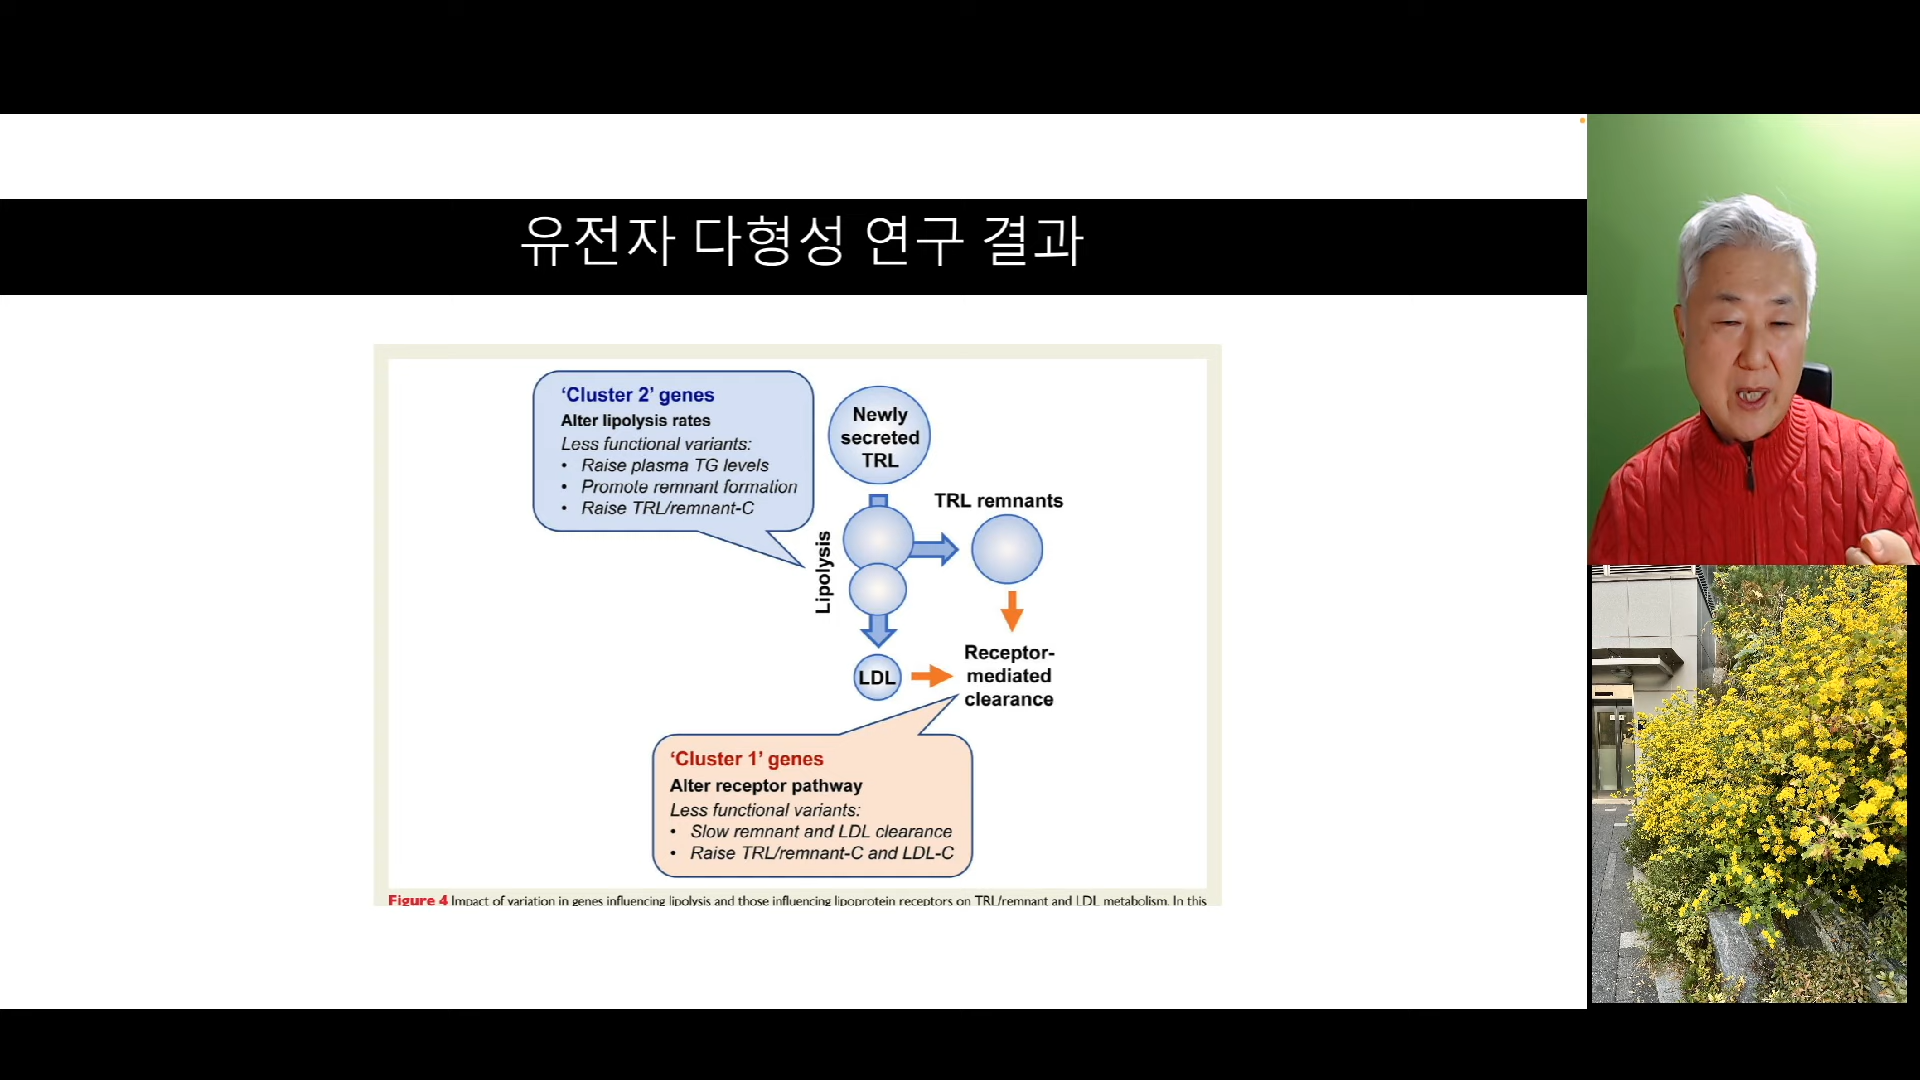 유전자 다형성 연구 결과
‘Cluster 2’ genes
Alter lipolysis rates
Less functional variants:
• Raise plasma TG levels
• Promote remnant formation
• Raise TRL/remnant-C
Newly
secreted
TRL
TRL remnants
Lipolysis
LDL
Receptor-
mediated
clearance
‘Cluster 1’ genes
Alter receptor pathway
Less functional variants:
• Slow remnant and LDL clearance
• Raise TRL/remnant-C and LDL-C
Figure 4 Impact of variation in genes influencing lipolysis and those influencing lipoprotein receptors on TRL/remnant and LDL metabolism. In this